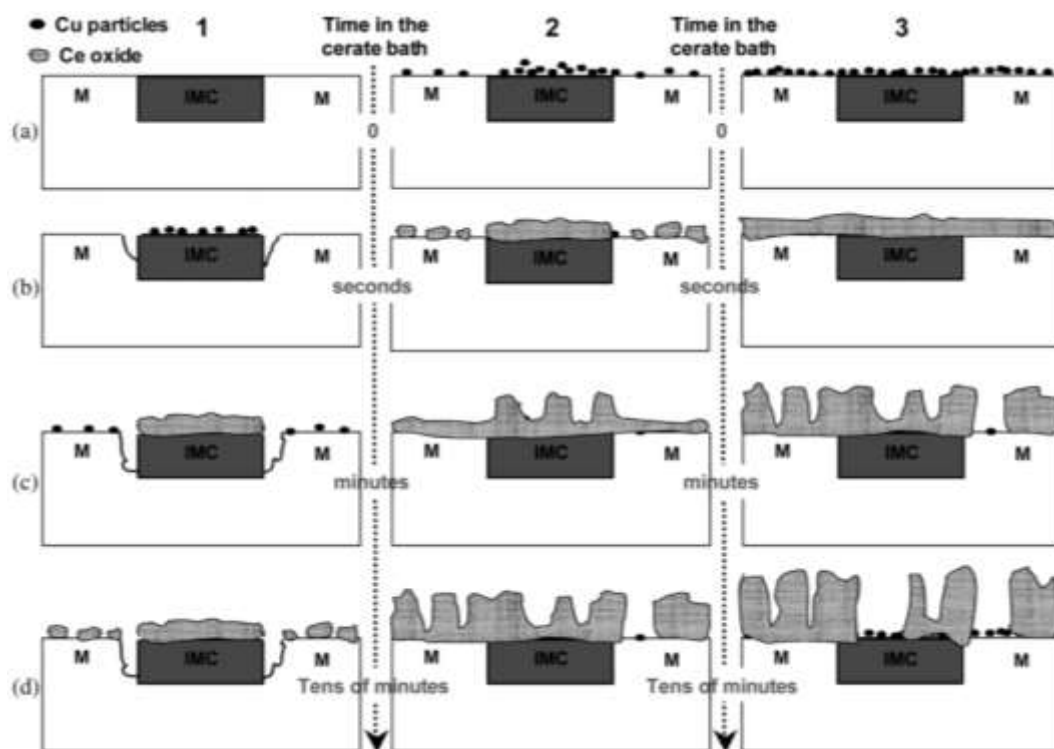 Cu particles
Ce oxide
1
Time in the
cerate bath
2
Time in the
cerate bath
3
(a)
M IMC M
0
M IMC M
0
M IMC M
(b)
M IMC M
seconds
M IMC M
seconds
M IMC M
(c)
M IMC M
minutes
M IMC M
minutes
M IMC M
(d)
M IMC M
Tens of minutes
M IMC M
Tens of minutes
M IMC M